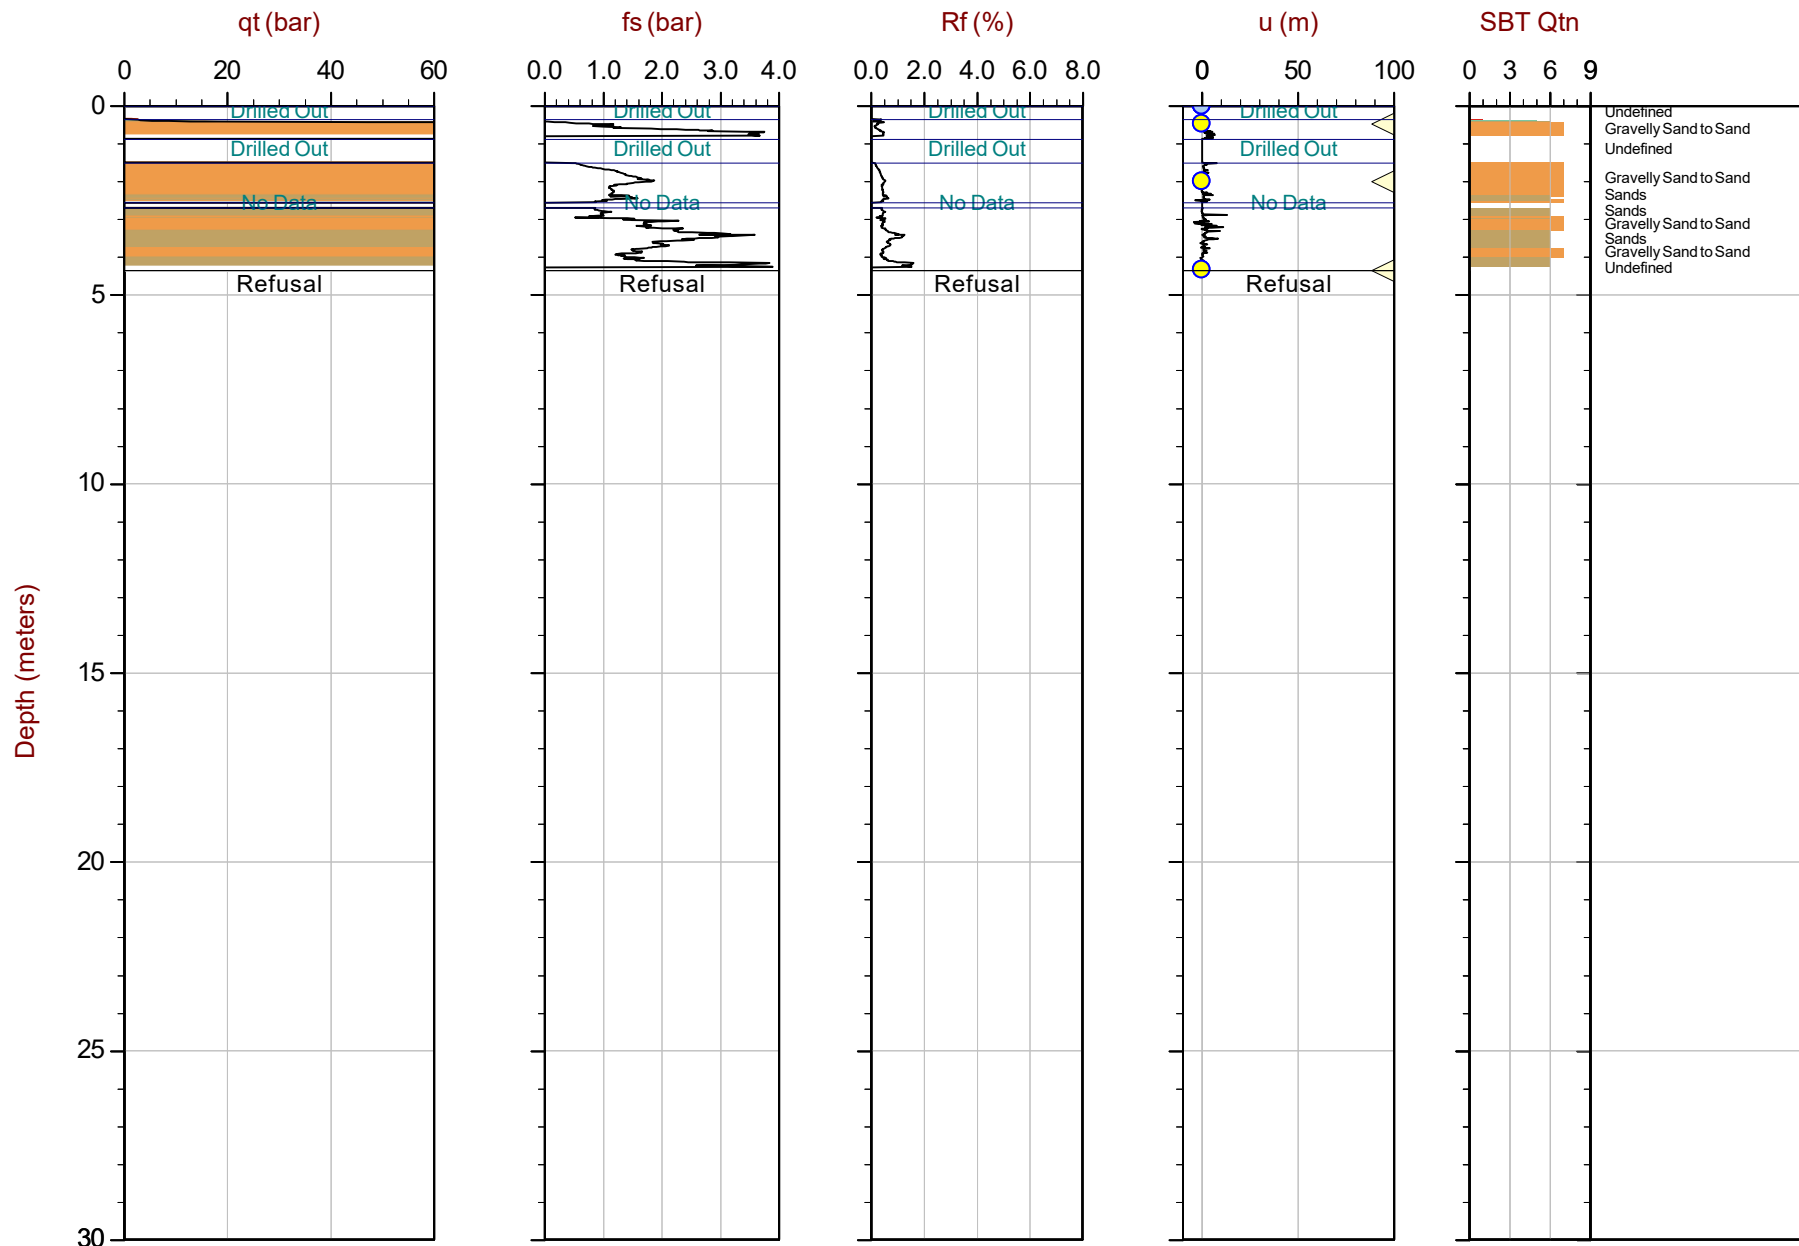 qt (bar) fs (bar) Rf (%) u (m) SBT Qtn
0 20 40 60 0.0 1.0 2.0 3.0 4.0 0.0 2.0 4.0 6.0 8.0 0 50 100 0 3 6 9
0
Drilled Out Drilled Out Drilled Out Drilled Out Undefined
Gravelly Sand to Sand
Drilled Out Drilled Out Drilled Out Drilled Out Undefined
Gravelly Sand to Sand
Sands
No Data No Data No Data No Data
Sands
Gravelly Sand to Sand
Sands
Gravelly Sand to Sand
Undefined
Refusal Refusal Refusal Refusal
5
10
15
20
25
30
Depth (meters)